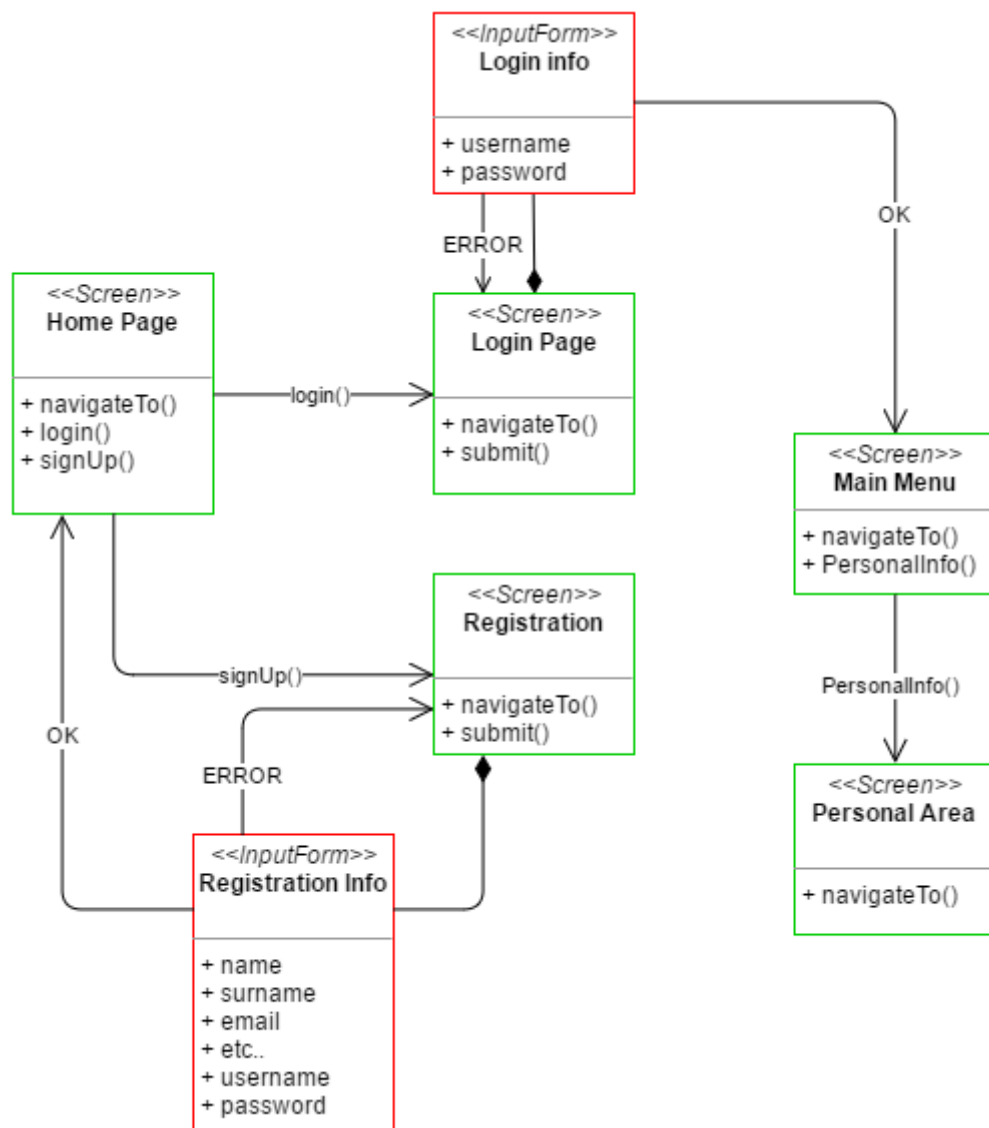 <<InputForm>>
Login info
+ username
+ password
OK
ERROR
<<Screen>>
Home Page
+ navigateTo()
+ login()
+ signUp()
login()
<<Screen>>
Login Page
+ navigateTo()
+ submit()
<<Screen>>
Main Menu
+ navigateTo()
+ PersonalInfo()
<<Screen>>
Registration
+ navigateTo()
+ submit()
signUp()
PersonalInfo()
OK
ERROR
<<Screen>>
Personal Area
+ navigateTo()
<<InputForm>>
Registration Info
+ name
+ surname
+ email
+ etc..
+ username
+ password